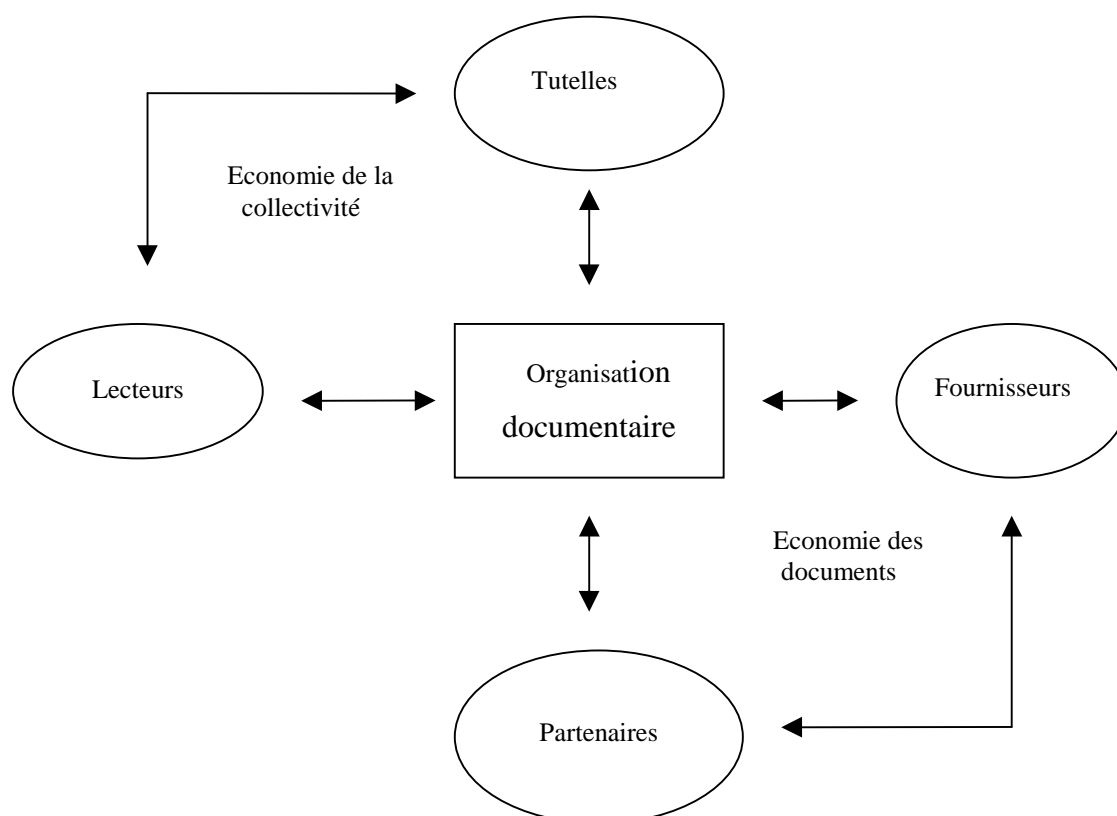 Tutelles
Economie de la
collectivité
Lecteurs
Organisation
documentaire
Fournisseurs
Economie des
documents
Partenaires